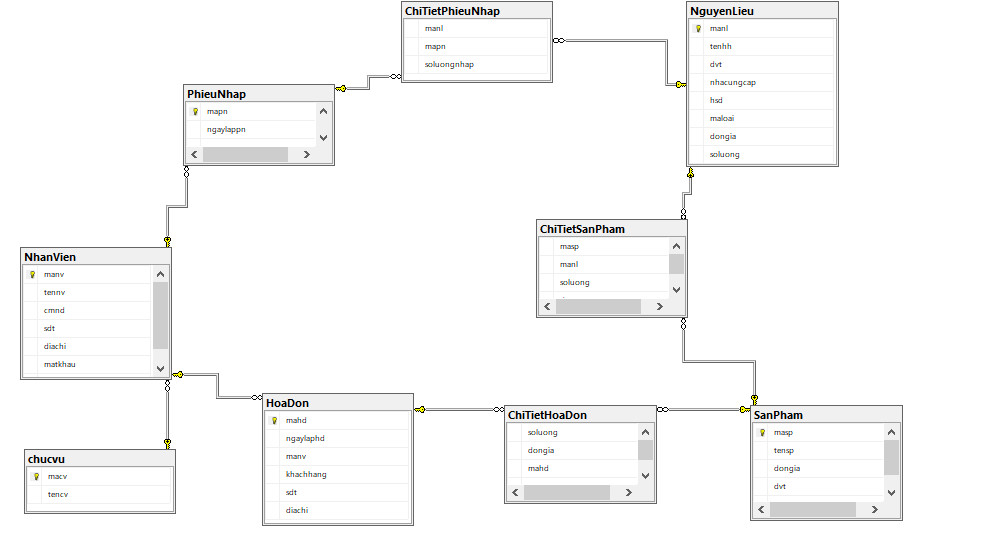 ChiTietPhieuNhap
manl
mapn
soluongnhap
NguyenLieu
manl
tenhh
dvt
nhacungcap
hsd
maloai
dongia
soluong
PhieuNhap
mapn
ngaylappn
ChiTietSanPham
masp
manl
soluong
NhanVien
manv
tennv
cmnd
sdt
diachi
matkhau
HoaDon
mahd
ngaylaphd
manv
khachhang
sdt
diachi
ChiTietHoaDon
soluong
dongia
mahd
SanPham
masp
tensp
dongia
dvt
chucvu
macv
tencv